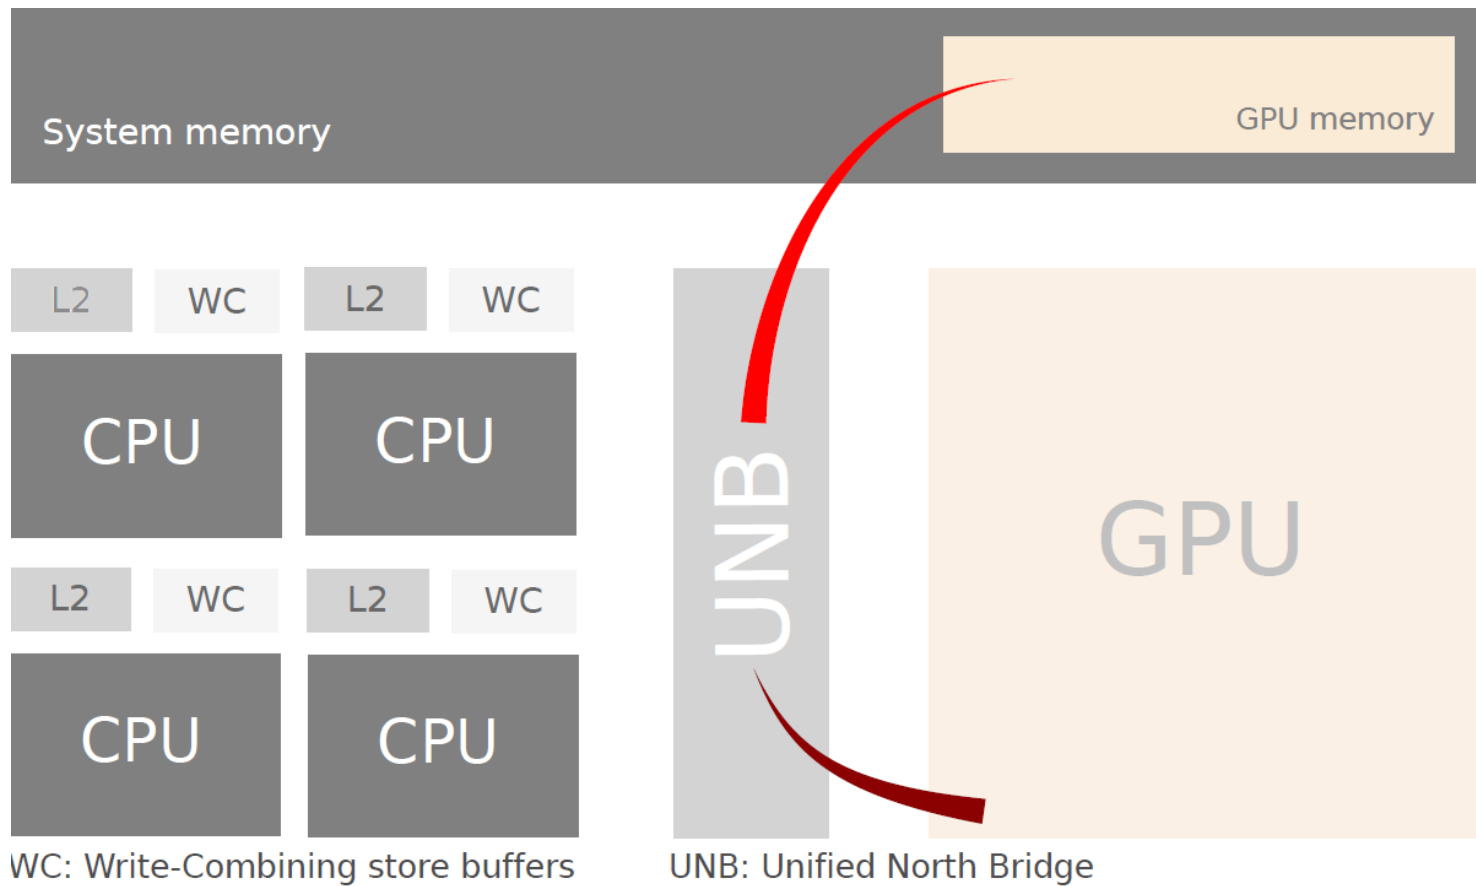 System memory
GPU memory
L2
WC
L2
WC
CPU
CPU
L2
WC
L2
WC
CPU
CPU
UNB
GPU
WC: Write-Combining store buffers
UNB: Unified North Bridge